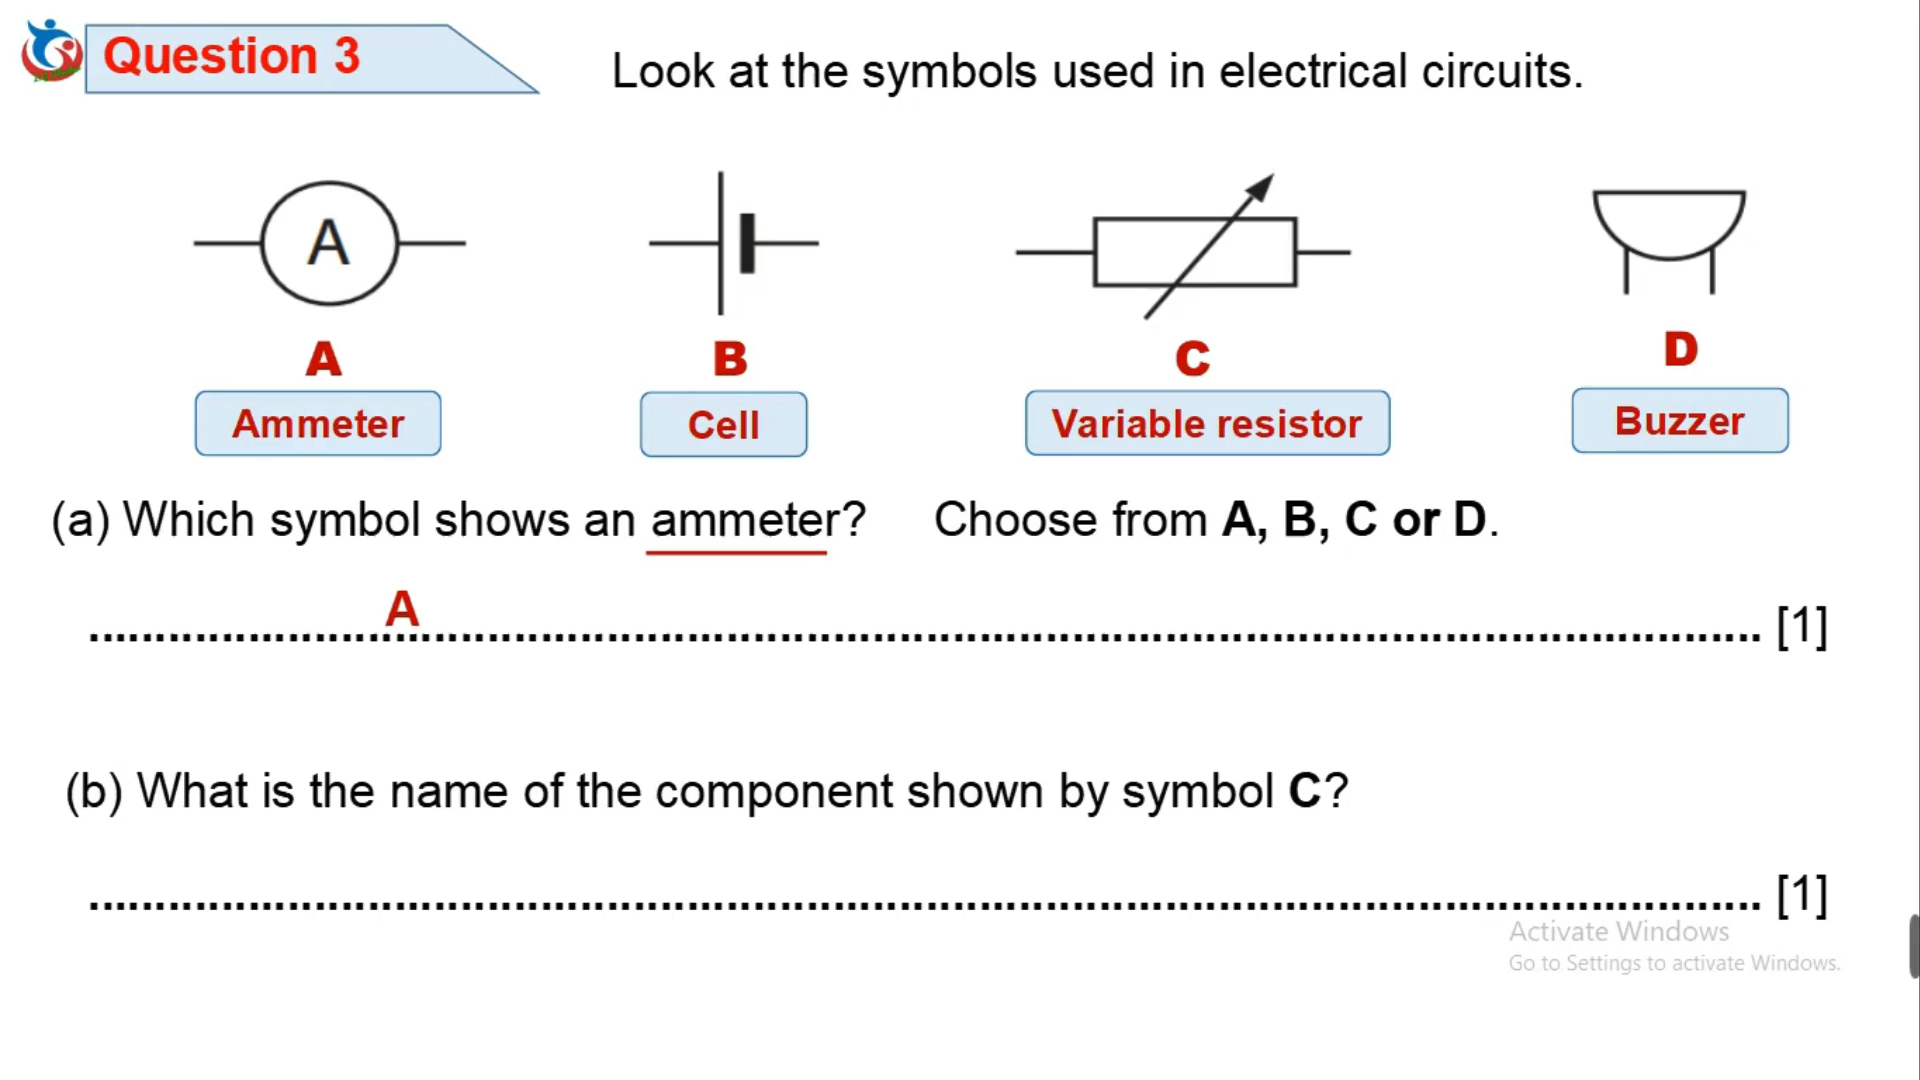 Question 3
Look at the symbols used in electrical circuits.
A
A
B
C
D
Ammeter
Cell
Variable resistor
Buzzer
(a) Which symbol shows an ammeter? Choose from A, B, C or D.
A
[1]
(b) What is the name of the component shown by symbol C?
[1]
Activate Windows
Go to Settings to activate Windows.